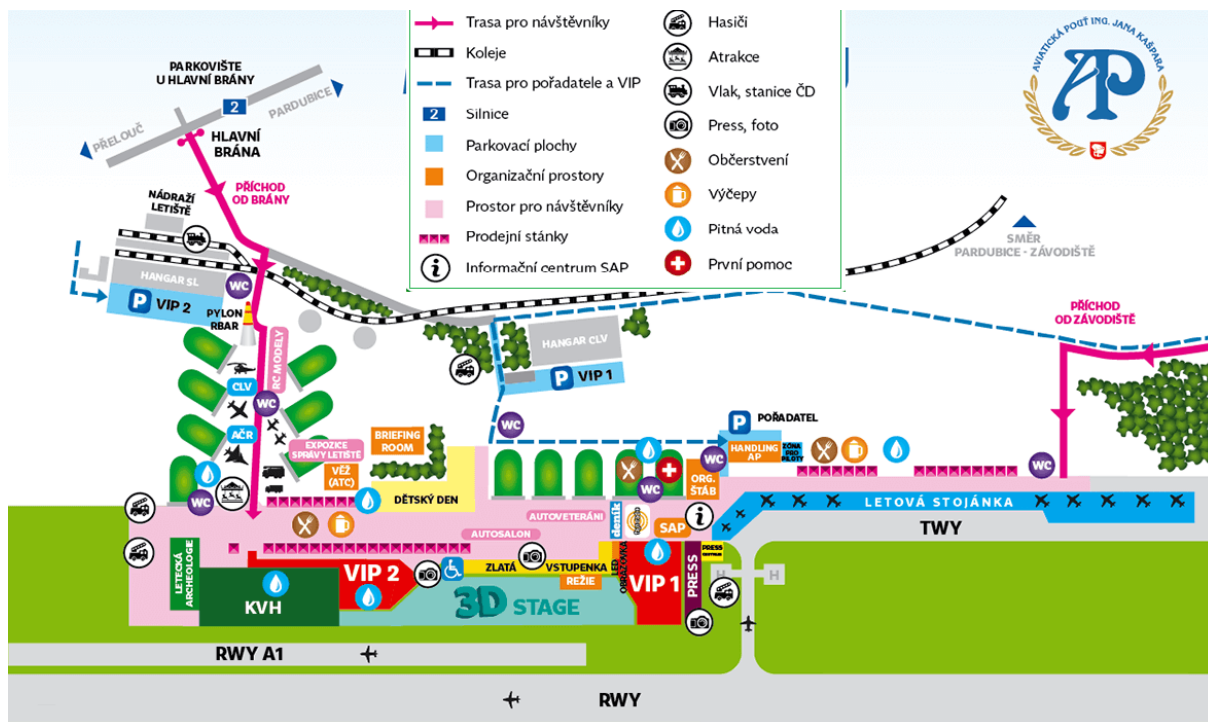 Trasa pro návštěvníky
Koleje
Trasa pro pořadatele a VIP
2
Silnice
Parkovací plochy
Organizační prostory
Prostor pro návštěvníky
Prodejní stánky
i
Informační centrum SAP
Hasiči
Atrakce
Vlak, stanice ČD
Press, foto
Občerstvení
Výčepy
Pitná voda
První pomoc
AVIATICKÁ POUŤ ING. JANA KAŠPARA
AP
PARKOVIŠTE
U HLAVNÍ BRÁNY
2
PARDUBICE
PŘELOUČ
HLAVNÍ
BRÁNA
PŘÍCHOD
OD BRÁNY
NÁDRAŽÍ
LETIŠTĚ
HANGAR SL
WC
P VIP 2
PYLON
RBAR
RC MODELY
CLV
WC
AČR
EXPOZICE
SPRÁVY LETIŠTĚ
VĚŽ
(ATC)
BRIEFING
ROOM
DĚTSKÝ DEN
WC
HANGAR CLV
P VIP 1
WC
SMĚR
PARDUBICE - ZÁVODIŠTĚ
PŘÍCHOD
OD ZÁVODIŠTĚ
P
POŘADATEL
HANDLING
AP
ZÓNA
PRO
PILOTY
WC
WC
ORG.
ŠTÁB
WC
LETOVÁ STOJÁNKA
TWY
AUTOVETERÁNI
deník
SAP
i
AUTOSALON
LETECKÁ
ARCHEOLOGIE
KVH
VIP 2
ZLATÁ
VSTUPENKA
REŽIE
LED
OBRAZOVKA
VIP 1
PRESS
PRESS
CENTRUM
H
H
3D STAGE
RWY A1
RWY